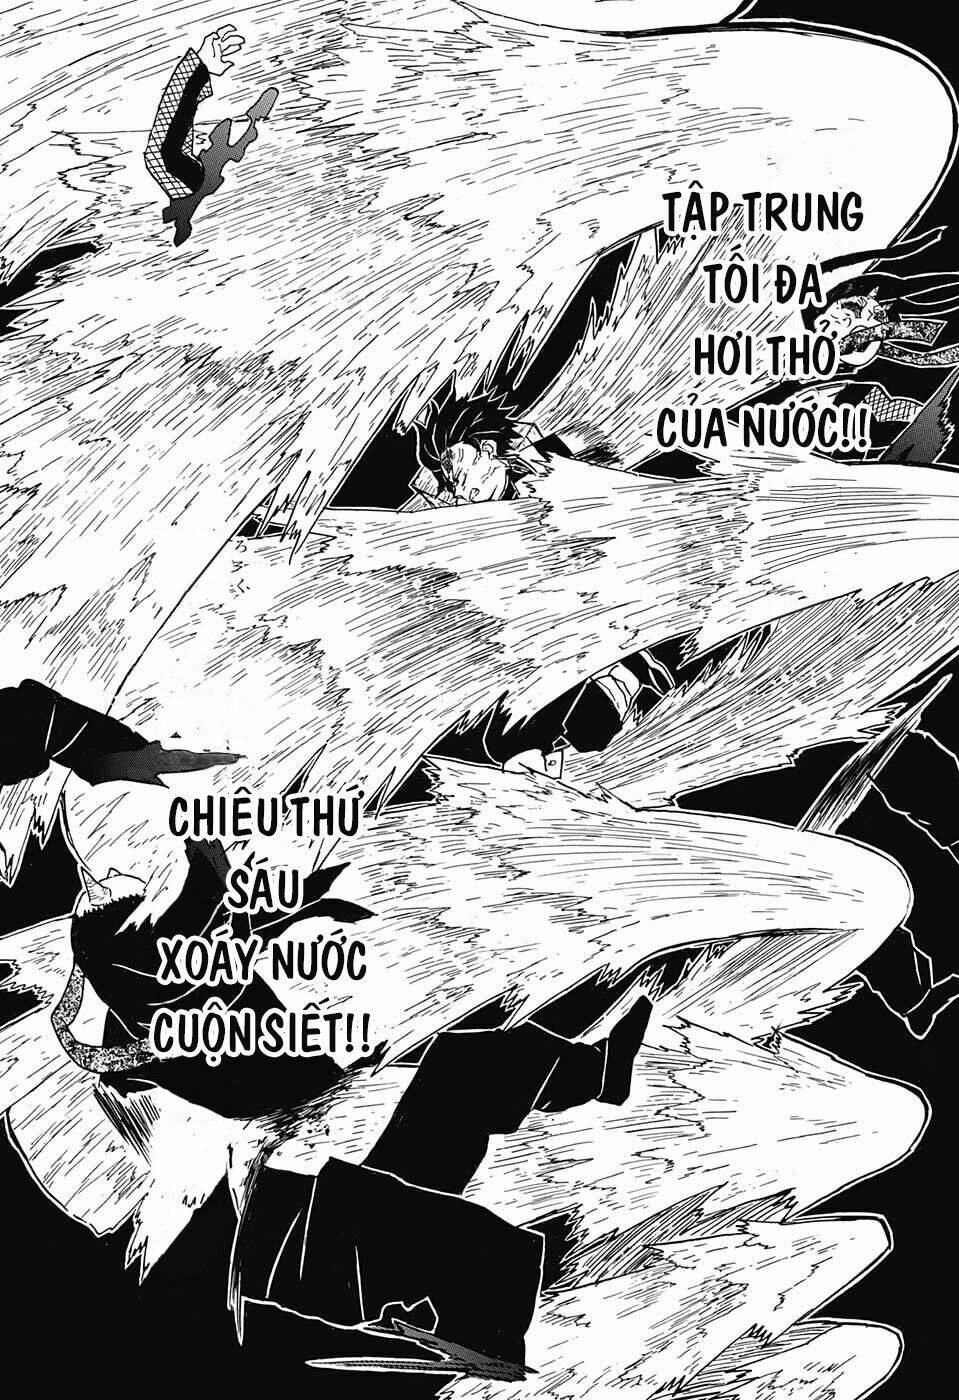 TẬP TRUNG
TỐI ĐA
HƠI THỞ
CỦA NƯỚC!!
CHIÊU THỨ
SÁU
XOÁY NƯỚC
CUỘN SIẾT!!